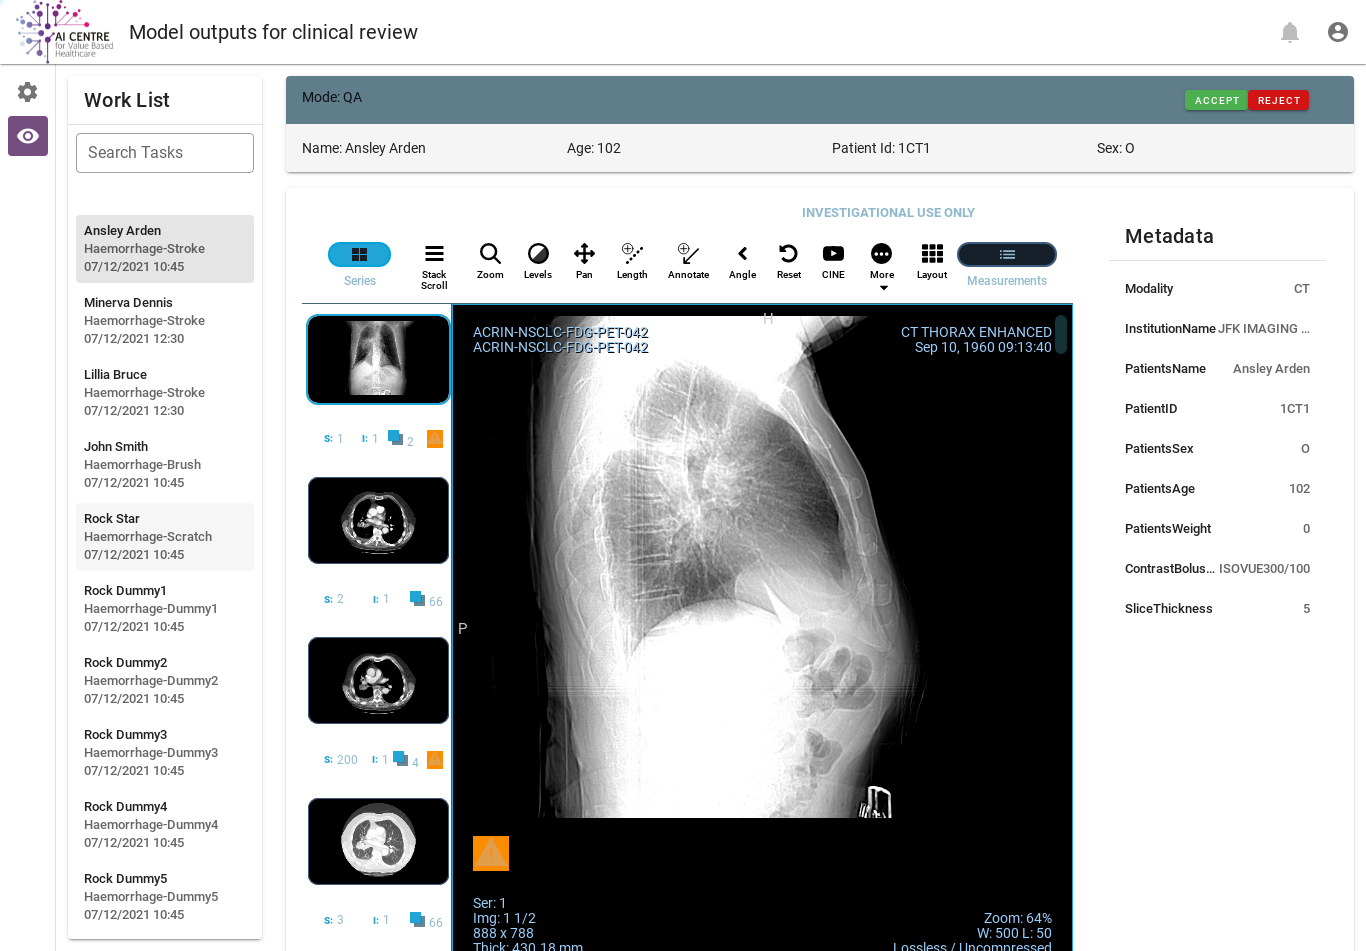 AI CENTRE
for Value Based
Healthcare
Model outputs for clinical review
Work List
Search Tasks
Ansley Arden
Haemorrhage-Stroke
07/12/2021 10:45
Minerva Dennis
Haemorrhage-Stroke
07/12/2021 12:30
Lillia Bruce
Haemorrhage-Stroke
07/12/2021 12:30
John Smith
Haemorrhage-Brush
07/12/2021 10:45
Rock Star
Haemorrhage-Scratch
07/12/2021 10:45
Rock Dummy1
Haemorrhage-Dummy1
07/12/2021 10:45
Rock Dummy2
Haemorrhage-Dummy2
07/12/2021 10:45
Rock Dummy3
Haemorrhage-Dummy3
07/12/2021 10:45
Rock Dummy4
Haemorrhage-Dummy4
07/12/2021 10:45
Rock Dummy5
Haemorrhage-Dummy5
07/12/2021 10:45
Mode: QA
ACCEPT REJECT
Name: Ansley Arden Age: 102 Patient Id: 1CT1 Sex: O
INVESTIGATIONAL USE ONLY
Series
Stack
Scroll
Zoom
Levels
Pan
Length
Annotate
Angle
Reset
CINE
More
Layout
Measurements
S: 1 I: 1 2
S: 2 I: 1 66
S: 200 I: 1 4
S: 3 I: 1 66
ACRIN-NSCLC-FDG-PET-042
ACRIN-NSCLC-FDG-PET-042
H
CT THORAX ENHANCED
Sep 10, 1960 09:13:40
P
Ser: 1
Img: 1 1/2
888 x 788
Thick: 430.18 mm
Zoom: 64%
W: 500 L: 50
Lossless / Uncompressed
Metadata
Modality CT
InstitutionName JFK IMAGING ...
PatientsName Ansley Arden
PatientID 1CT1
PatientsSex O
PatientsAge 102
PatientsWeight 0
ContrastBolus... ISOVUE300/100
SliceThickness 5